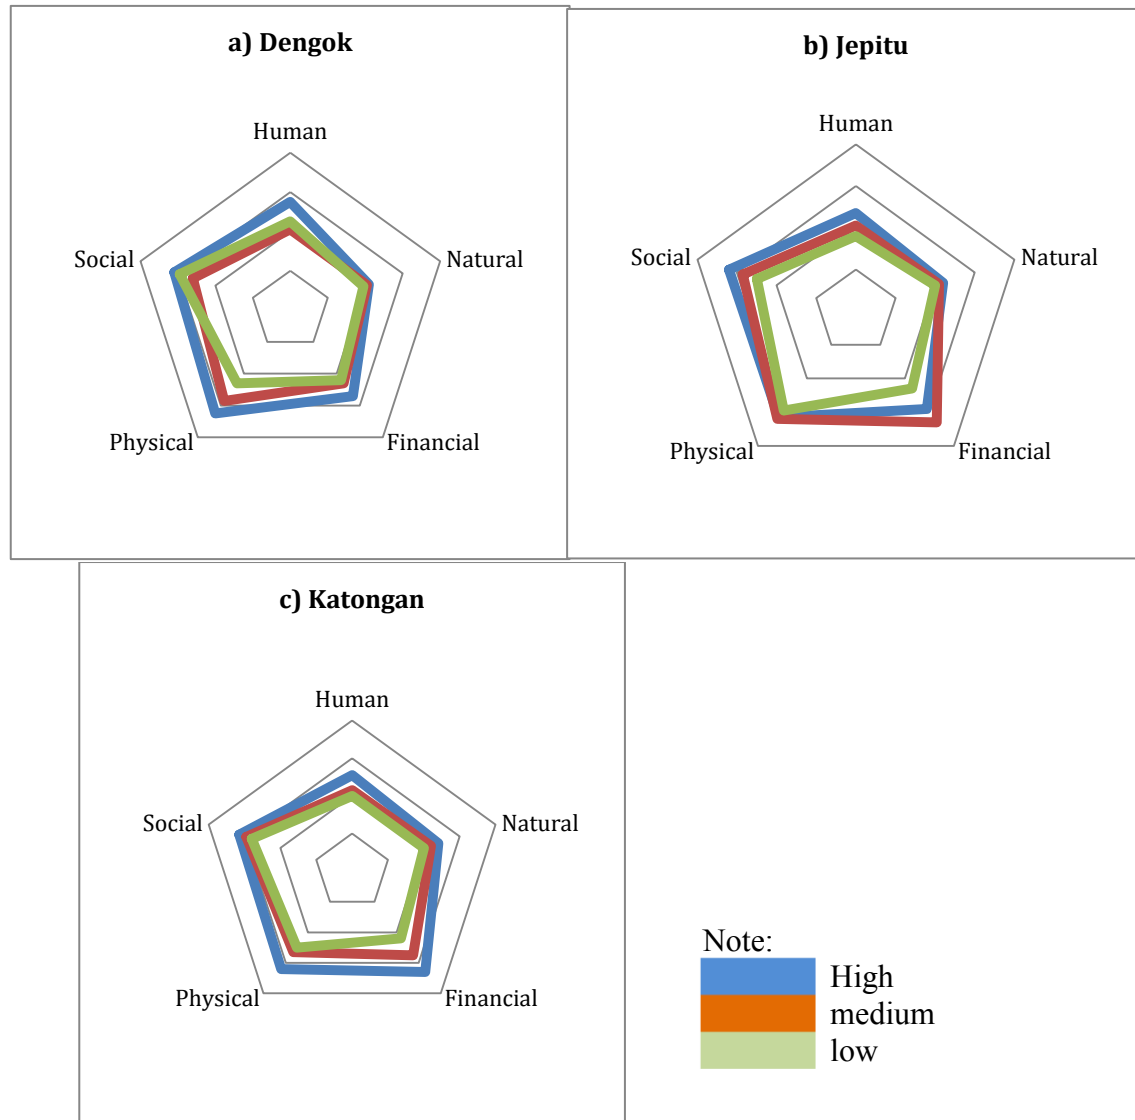 a) Dengok
Human
Social
Natural
Physical
Financial
b) Jepitu
Human
Social
Natural
Physical
Financial
c) Katongan
Human
Social
Natural
Physical
Financial
Note:
High
medium
low